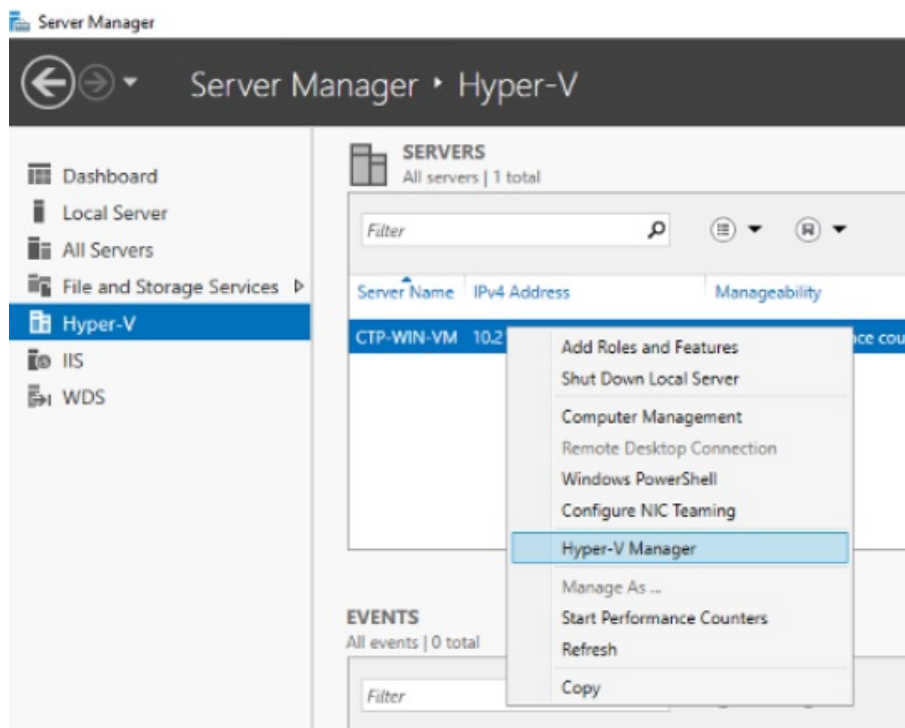 Server Manager
Server Manager ‣ Hyper-V
Dashboard
Local Server
All Servers
File and Storage Services
Hyper-V
IIS
WDS
SERVERS
All servers | 1 total
Filter
Server Name IPv4 Address Manageability
CTP-WIN-VM 10.2
Add Roles and Features
Shut Down Local Server
Computer Management
Remote Desktop Connection
Windows PowerShell
Configure NIC Teaming
Hyper-V Manager
Manage As ...
Start Performance Counters
Refresh
Copy
EVENTS
All events | 0 total
Filter